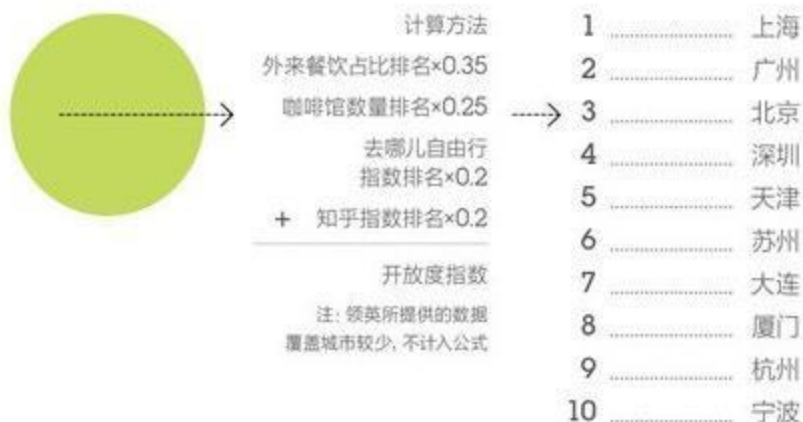 计算方法
外来餐饮占比排名×0.35
咖啡馆数量排名×0.25
去哪儿自由行
指数排名×0.2
+ 知乎指数排名×0.2
开放度指数
注: 领英所提供的数据
覆盖城市较少, 不计入公式
1 上海
2 广州
3 北京
4 深圳
5 天津
6 苏州
7 大连
8 厦门
9 杭州
10 宁波